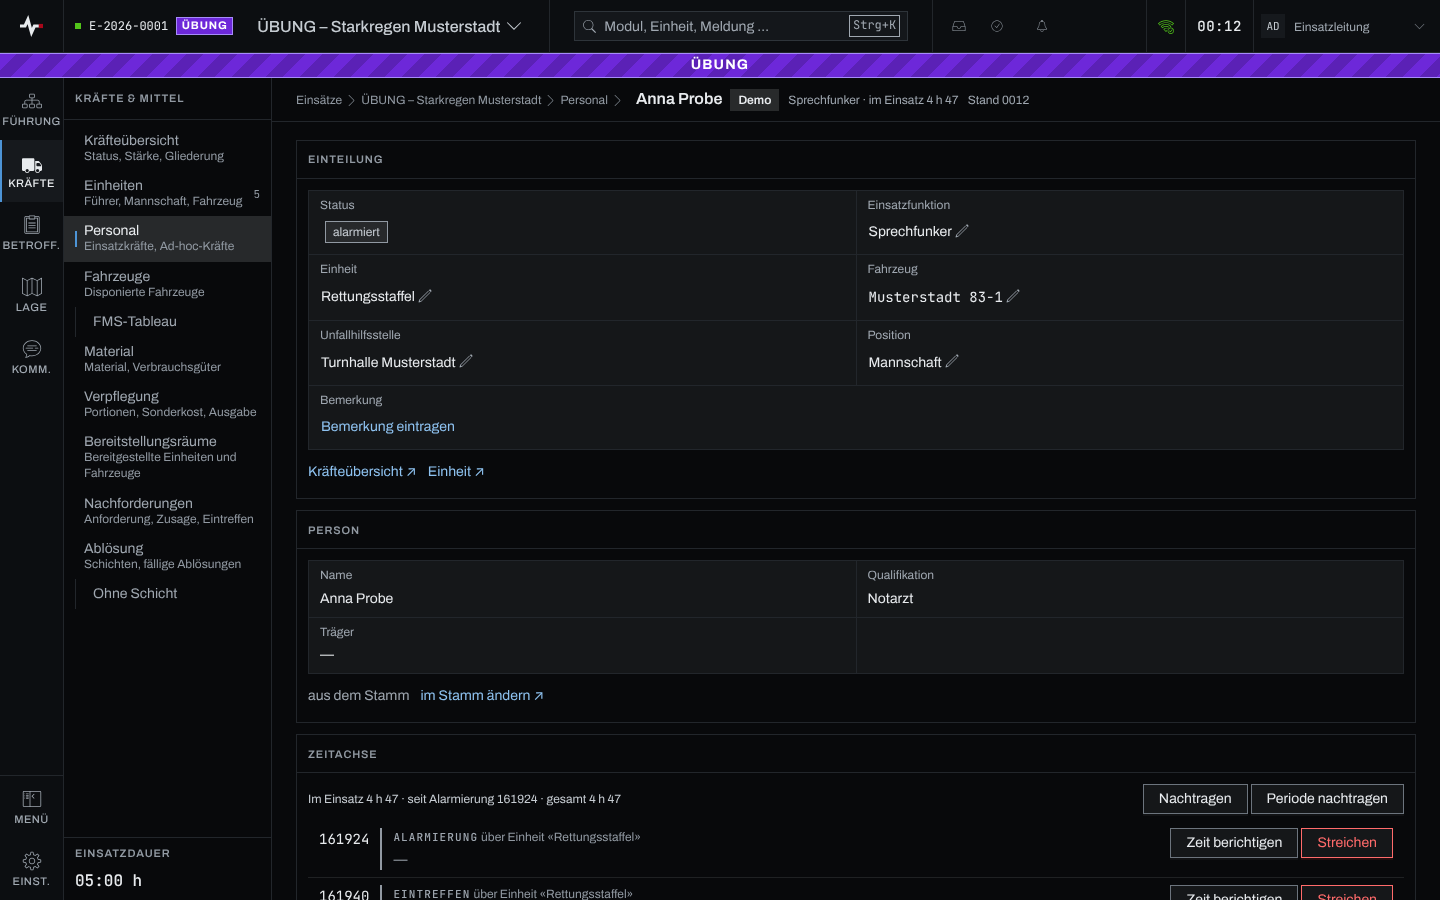 E-2026-0001 ÜBUNG ÜBUNG – Starkregen Musterstadt Modul, Einheit, Meldung ... Strg+K 00:12 AD Einsatzleitung
ÜBUNG
FÜHRUNG
KRÄFTE
BETROFF.
LAGE
KOMM.
MENÜ
EINST.
KRÄFTE & MITTEL
Kräfteübersicht
Status, Stärke, Gliederung
Einheiten
Führer, Mannschaft, Fahrzeug 5
Personal
Einsatzkräfte, Ad-hoc-Kräfte
Fahrzeuge
Disponierte Fahrzeuge
FMS-Tableau
Material
Material, Verbrauchsgüter
Verpflegung
Portionen, Sonderkost, Ausgabe
Bereitstellungsräume
Bereitgestellte Einheiten und
Fahrzeuge
Nachforderungen
Anforderung, Zusage, Eintreffen
Ablösung
Schichten, fällige Ablösungen
Ohne Schicht
EINSATZDAUER
05:00 h
Einsätze ÜBUNG – Starkregen Musterstadt Personal Anna Probe Demo Sprechfunker · im Einsatz 4 h 47 Stand 0012
EINTEILUNG
Status Einsatzfunktion
alarmiert Sprechfunker
Einheit Fahrzeug
Rettungsstaffel Musterstadt 83-1
Unfallhilfsstelle Position
Turnhalle Musterstadt Mannschaft
Bemerkung
Bemerkung eintragen
Kräfteübersicht ↗ Einheit ↗
PERSON
Name Qualifikation
Anna Probe Notarzt
Träger
—
aus dem Stamm im Stamm ändern ↗
ZEITACHSE
Im Einsatz 4 h 47 · seit Alarmierung 161924 · gesamt 4 h 47 Nachtragen Periode nachtragen
161924 ALARMIERUNG über Einheit «Rettungsstaffel» Zeit berichtigen Streichen
—
161940 EINTREFFEN über Einheit «Rettungsstaffel» Zeit berichtigen Streichen